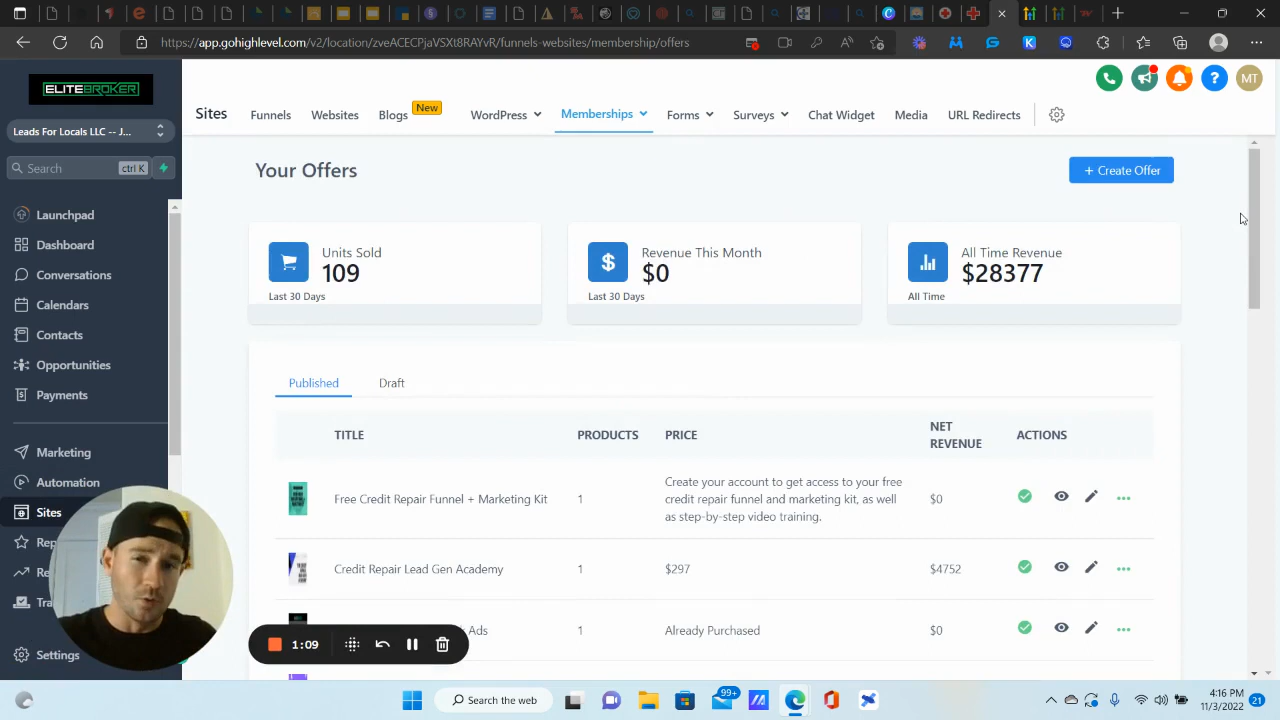 https://app.gohighlevel.com/v2/location/zveACECPjaVSXt8RAYvR/funnels-websites/membership/offers
ELITEBROKER
Leads For Locals LLC -- J...
Search
ctrl K
Launchpad
Dashboard
Conversations
Calendars
Contacts
Opportunities
Payments
Marketing
Automation
Sites
Rep
Re
Tra
Settings
MT
Sites
Funnels
Websites
Blogs
New
WordPress
Memberships
Forms
Surveys
Chat Widget
Media
URL Redirects
Your Offers
+ Create Offer
Units Sold
109
Last 30 Days
Revenue This Month
$0
Last 30 Days
All Time Revenue
$28377
All Time
Published
Draft
TITLE
PRODUCTS
PRICE
NET
REVENUE
ACTIONS
Free Credit Repair Funnel + Marketing Kit
1
Create your account to get access to your free
credit repair funnel and marketing kit, as well
as step-by-step video training.
$0
Credit Repair Lead Gen Academy
1
$297
$4752
Ads
1
Already Purchased
$0
1:09
Search the web
99+
4:16 PM
11/3/2022
21